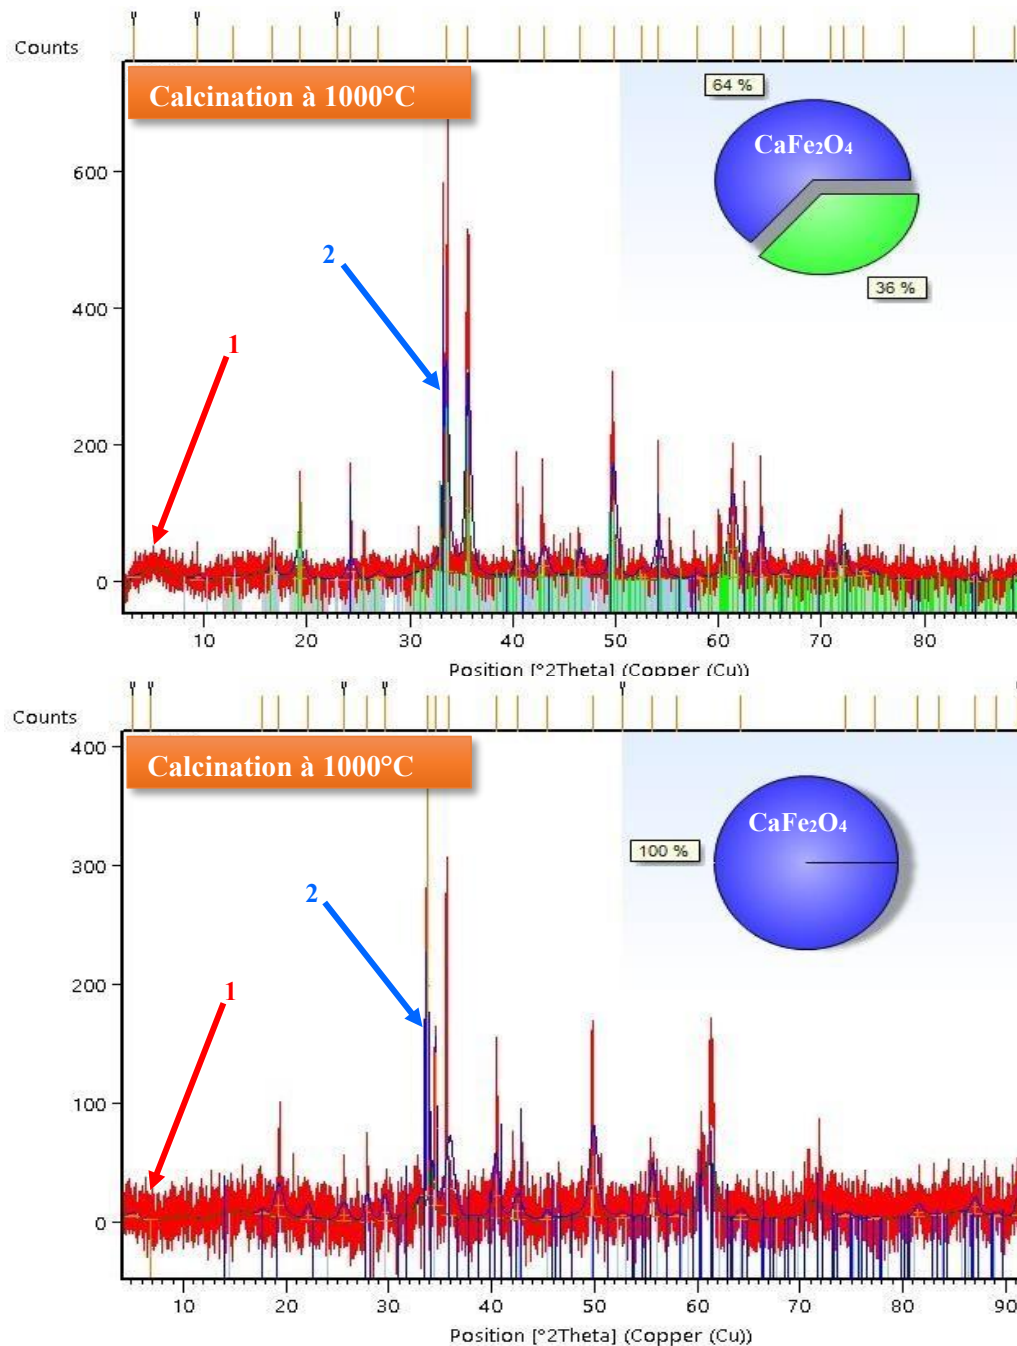 Counts
Calcination à 1000°C
64 %
CaFe₂O₄
36 %
600
400
200
0
2
1
10 20 30 40 50 60 70 80
Position [°2Theta] (Copper (Cu))
Counts
Calcination à 1000°C
CaFe₂O₄
100 %
400
300
200
100
0
2
1
10 20 30 40 50 60 70 80 90
Position [°2Theta] (Copper (Cu))